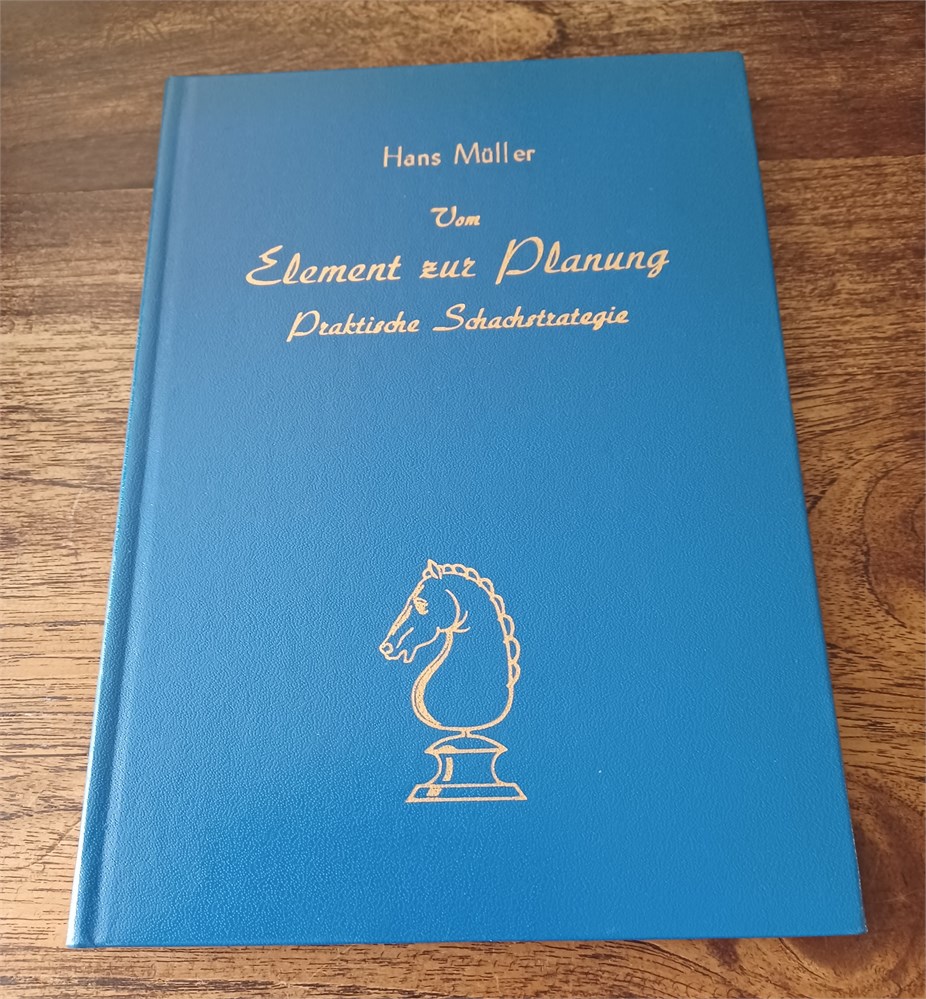 Hans Müller
Vom
Element zur Planung
Praktische Schachstrategie